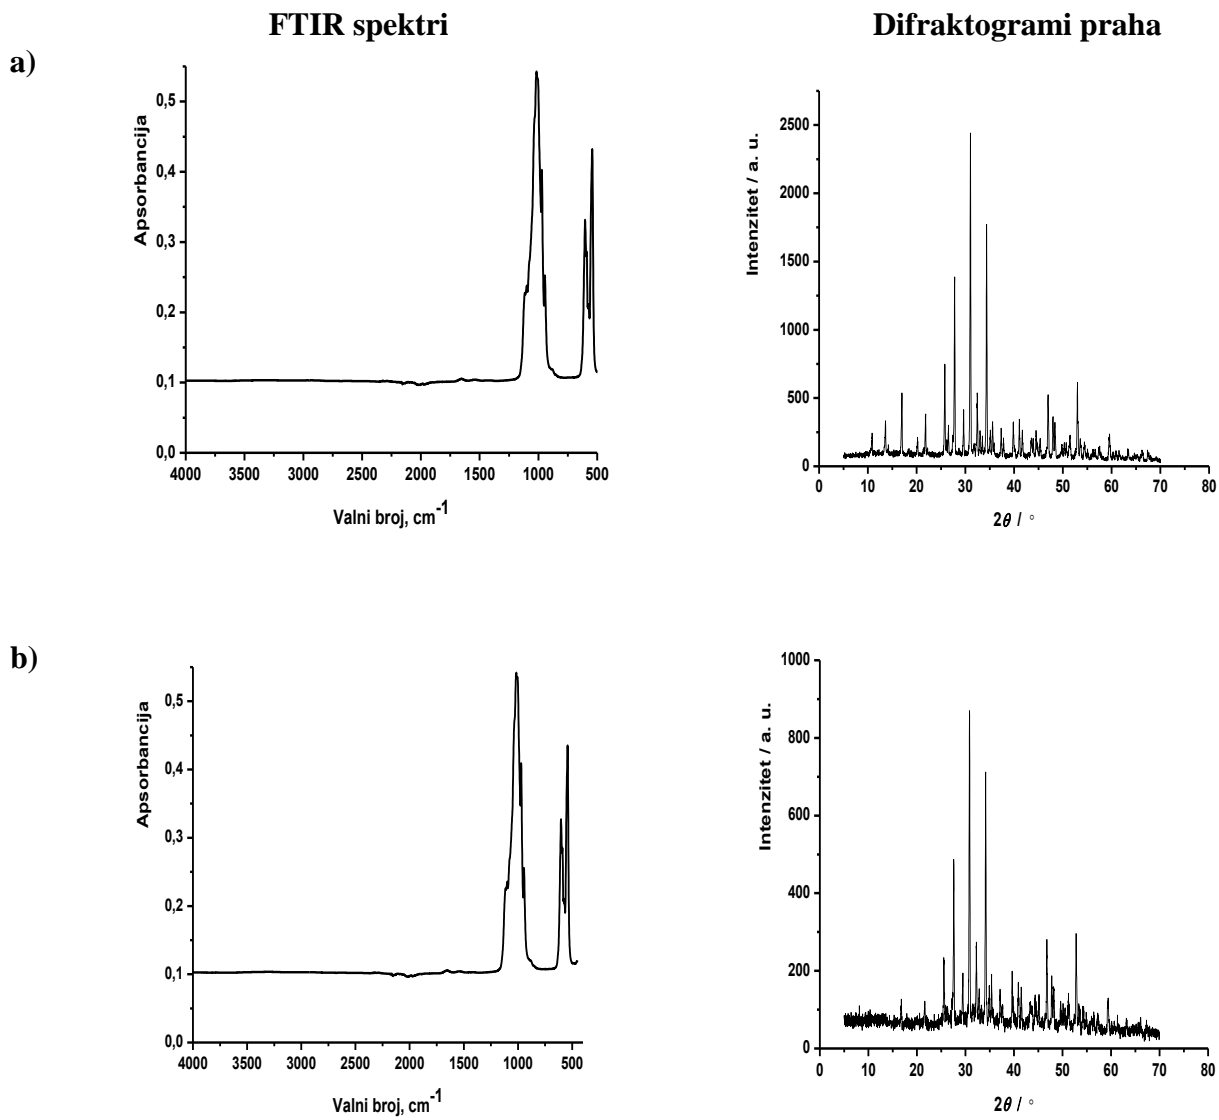 FTIR spektri
Difraktogrami praha
a)
Apsorbancija
0,5
0,4
0,3
0,2
0,1
0,0
4000 3500 3000 2500 2000 1500 1000 500
Valni broj, cm-1
Intenzitet / a. u.
2500
2000
1500
1000
500
0
0 10 20 30 40 50 60 70 80
2θ / °
b)
Apsorbancija
0,5
0,4
0,3
0,2
0,1
0,0
4000 3500 3000 2500 2000 1500 1000 500
Valni broj, cm-1
Intenzitet / a. u.
1000
800
600
400
200
0
0 10 20 30 40 50 60 70 80
2θ / °